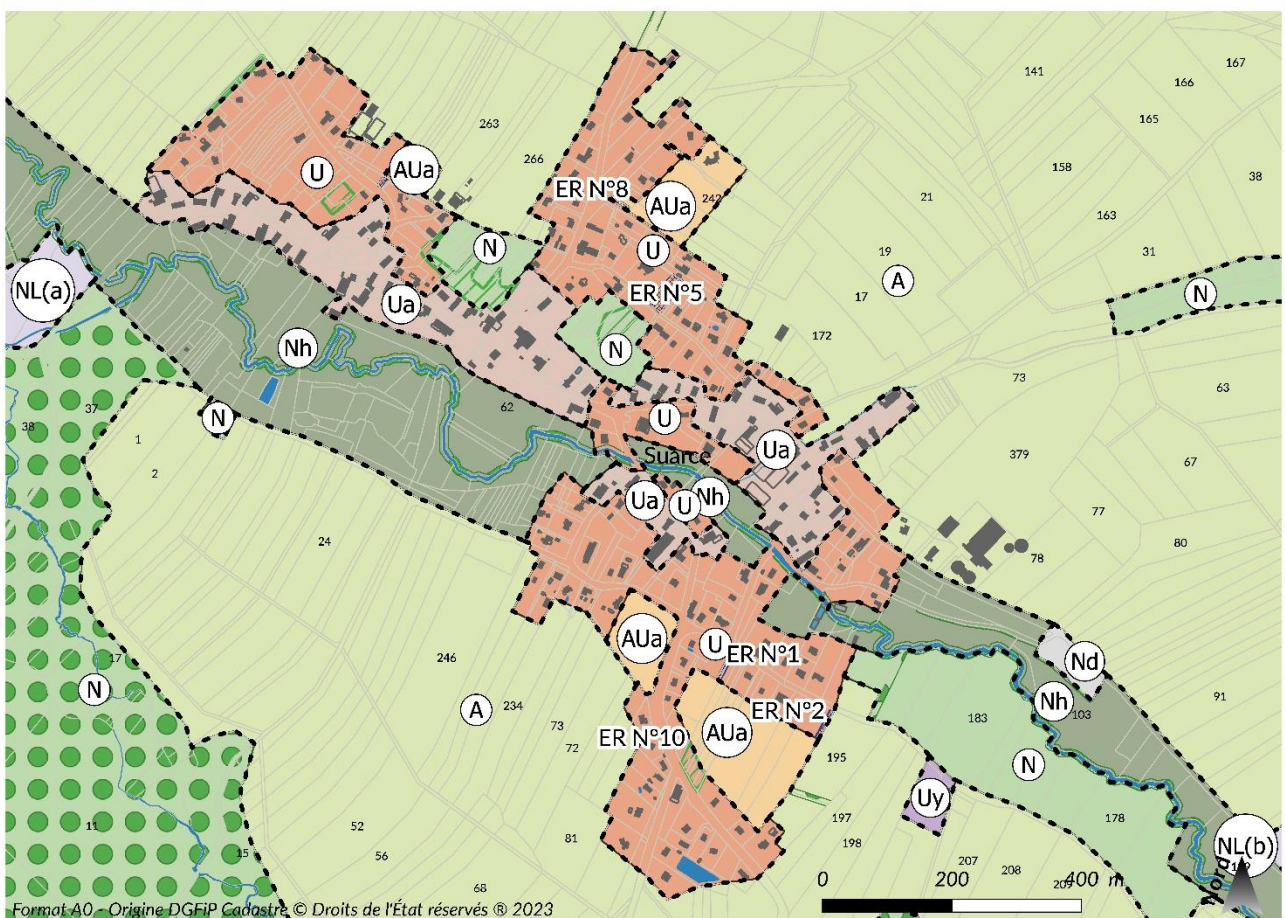 141
167
166
165
263
266
158
38
AUa
U
ER N°8
242
AUa
21
163
N
U
19
31
NL(a)
A
N
Ua
ER N°5
17
Nh
172
N
73
63
37
62
38
N
U
1
Suarce
Ua
379
67
2
Ua
U
Nh
77
24
80
78
AUa
U
ER N°1
Nd
17
246
N
Nh
103
91
A
234
183
73
ER N°2
72
ER N°10
AUa
N
195
Uy
178
11
52
197
15
56
81
198
NL(b)
207
208
68
0 200 400 m
Nord
Format A0 - Origine DGFiP Cadastre © Droits de l'État réservés ® 2023